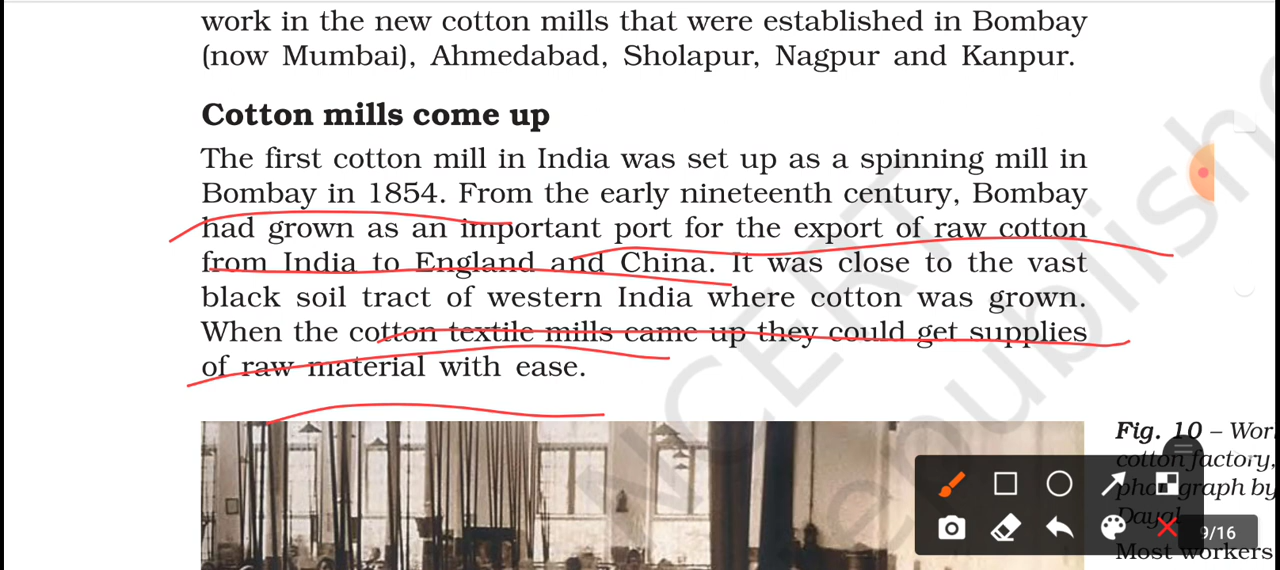 work in the new cotton mills that were established in Bombay
(now Mumbai), Ahmedabad, Sholapur, Nagpur and Kanpur.
Cotton mills come up
The first cotton mill in India was set up as a spinning mill in
Bombay in 1854. From the early nineteenth century, Bombay
had grown as an important port for the export of raw cotton
from India to England and China. It was close to the vast
black soil tract of western India where cotton was grown.
When the cotton textile mills came up they could get supplies
of raw material with ease.
Fig. 10 – Wor
cotton factory,
graph by
Dayal
Most workers
9/16
NCERT